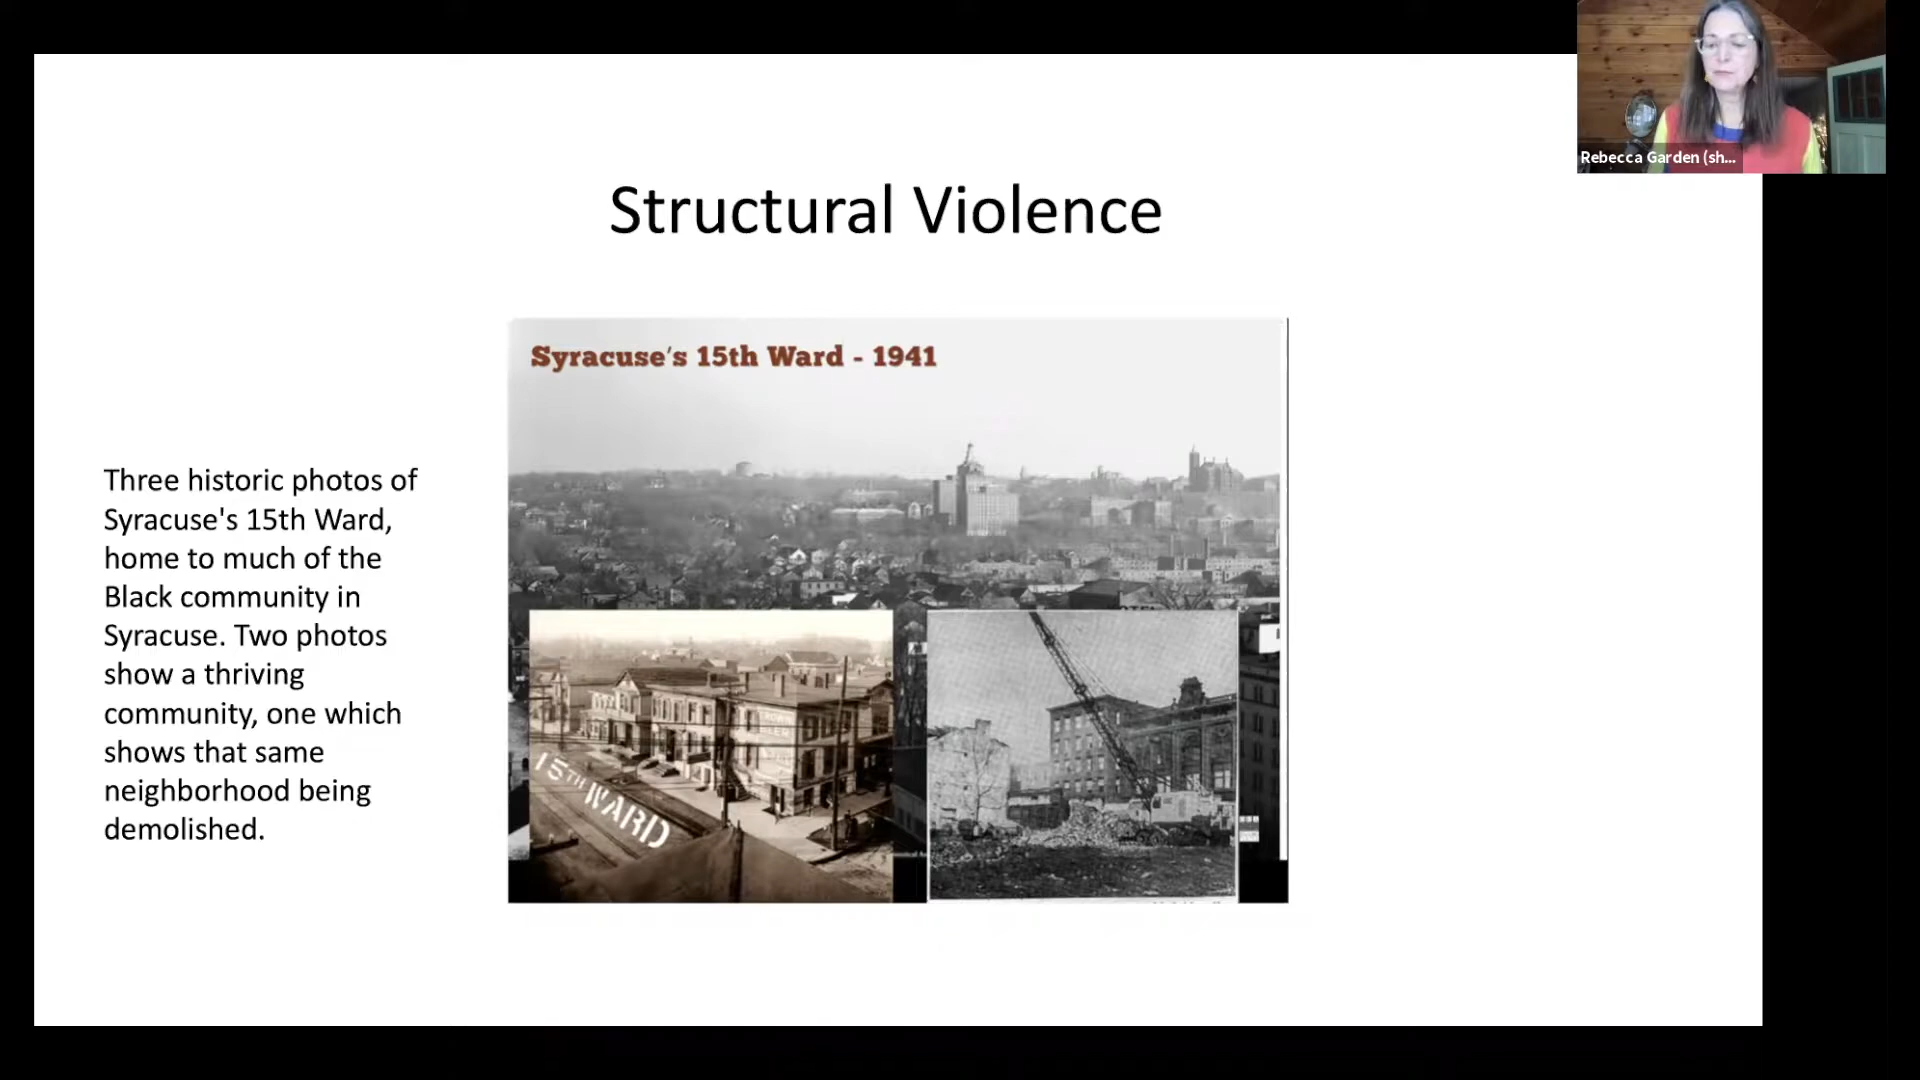 Rebecca Garden (sh...
Structural Violence
Syracuse's 15th Ward - 1941
Three historic photos of
Syracuse's 15th Ward,
home to much of the
Black community in
Syracuse. Two photos
show a thriving
community, one which
shows that same
neighborhood being
demolished.
15TH WARD